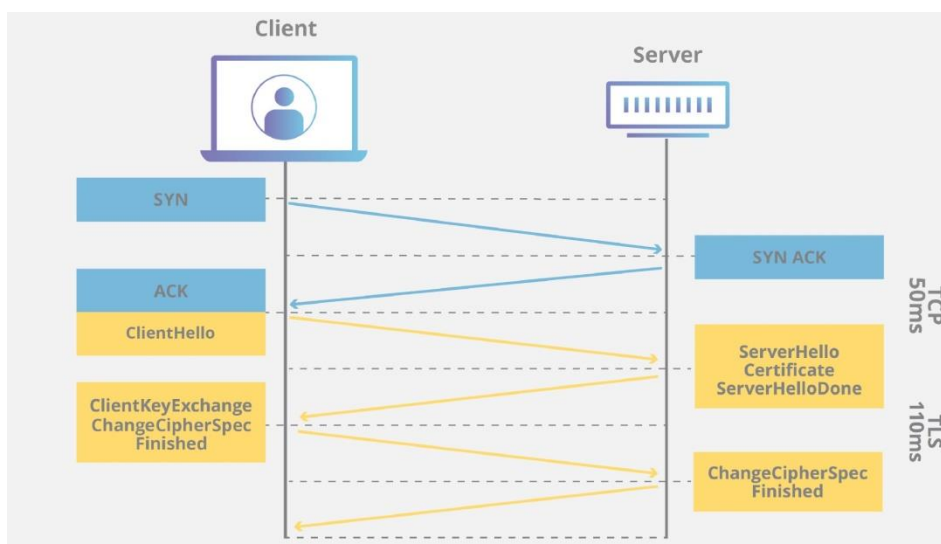 Client
Server
SYN
SYN ACK
ACK
ClientHello
TCP
50ms
ServerHello
Certificate
ServerHelloDone
ClientKeyExchange
ChangeCipherSpec
Finished
TLS
110ms
ChangeCipherSpec
Finished